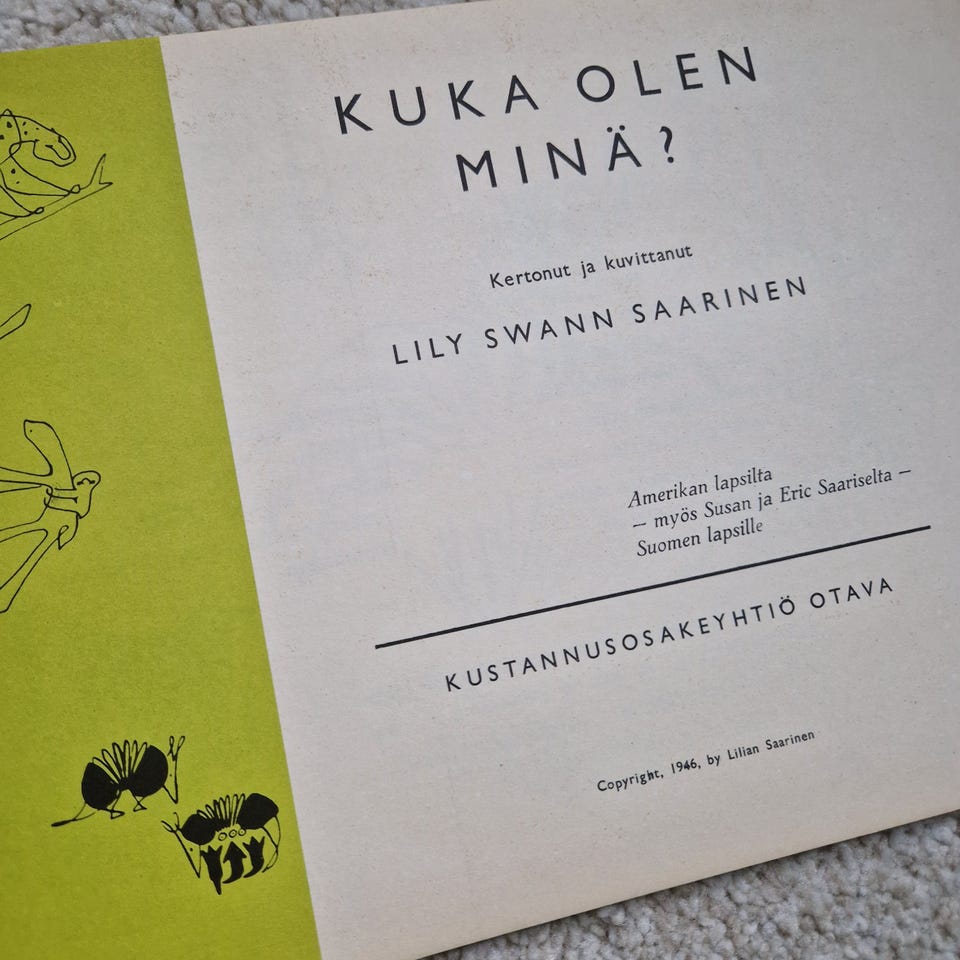 KUKA OLEN
MINÄ?
Kertonut ja kuvittanut
LILY SWANN SAARINEN
Amerikan lapsilta
— myös Susan ja Eric Saariselta —
Suomen lapsille
KUSTANNUSOSAKEYHTIÖ OTAVA
Copyright, 1946, by Lilian Saarinen